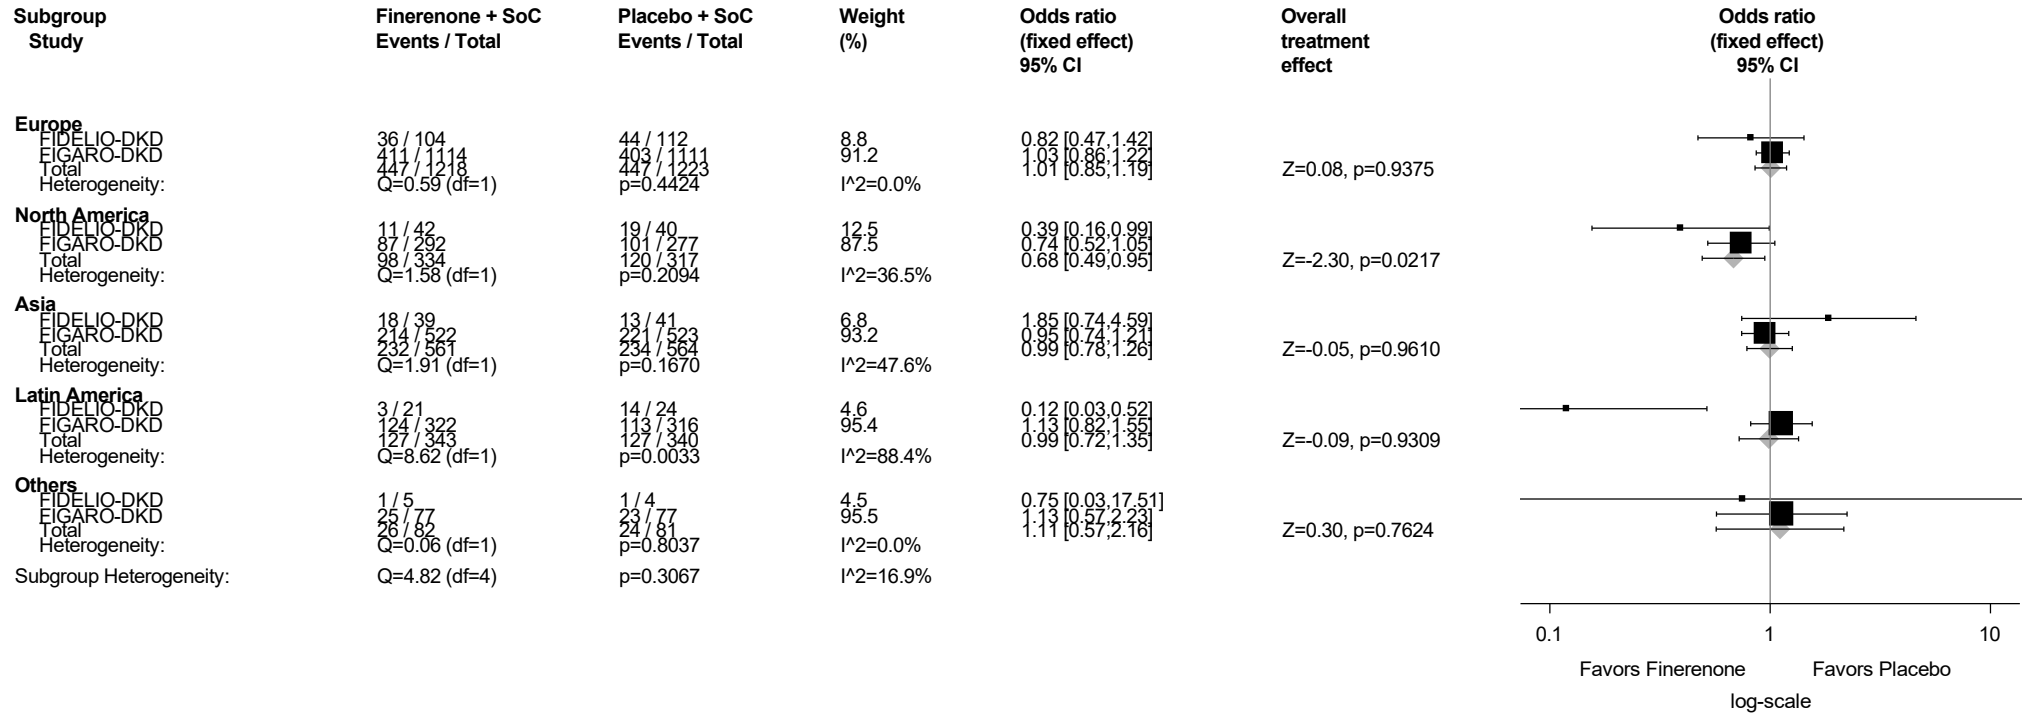 Subgroup Finerenone + SoC Placebo + SoC Weight Odds ratio Overall Odds ratio
Study Events / Total Events / Total (%) (fixed effect) treatment (fixed effect)
95% CI effect 95% CI
Europe
FIDELIO-DKD 36 / 104 44 / 112 8.8 0.82 [0.47,1.42]
FIGARO-DKD 411 / 1114 403 / 1111 91.2 1.03 [0.86,1.22]
Total 447 / 1218 447 / 1223 1.01 [0.85,1.19] Z=0.08, p=0.9375
Heterogeneity: Q=0.59 (df=1) p=0.4424 I^2=0.0%
North America
FIDELIO-DKD 11 / 42 19 / 40 12.5 0.39 [0.16,0.99]
FIGARO-DKD 87 / 292 101 / 277 87.5 0.74 [0.52,1.05]
Total 98 / 334 120 / 317 0.68 [0.49,0.95] Z=-2.30, p=0.0217
Heterogeneity: Q=1.58 (df=1) p=0.2094 I^2=36.5%
Asia
FIDELIO-DKD 18 / 39 13 / 41 6.8 1.85 [0.74,4.59]
FIGARO-DKD 214 / 522 221 / 523 93.2 0.95 [0.74,1.21]
Total 232 / 561 234 / 564 0.99 [0.78,1.26] Z=-0.05, p=0.9610
Heterogeneity: Q=1.91 (df=1) p=0.1670 I^2=47.6%
Latin America
FIDELIO-DKD 3 / 21 14 / 24 4.6 0.12 [0.03,0.52]
FIGARO-DKD 124 / 322 113 / 316 95.4 1.13 [0.82,1.55]
Total 127 / 343 127 / 340 0.99 [0.72,1.35] Z=-0.09, p=0.9309
Heterogeneity: Q=8.62 (df=1) p=0.0033 I^2=88.4%
Others
FIDELIO-DKD 1 / 5 1 / 4 4.5 0.75 [0.03,17.51]
FIGARO-DKD 25 / 77 23 / 77 95.5 1.13 [0.57,2.23]
Total 26 / 82 24 / 81 1.11 [0.57,2.16] Z=0.30, p=0.7624
Heterogeneity: Q=0.06 (df=1) p=0.8037 I^2=0.0%
Subgroup Heterogeneity: Q=4.82 (df=4) p=0.3067 I^2=16.9%
0.1 1 10
Favors Finerenone Favors Placebo
log-scale